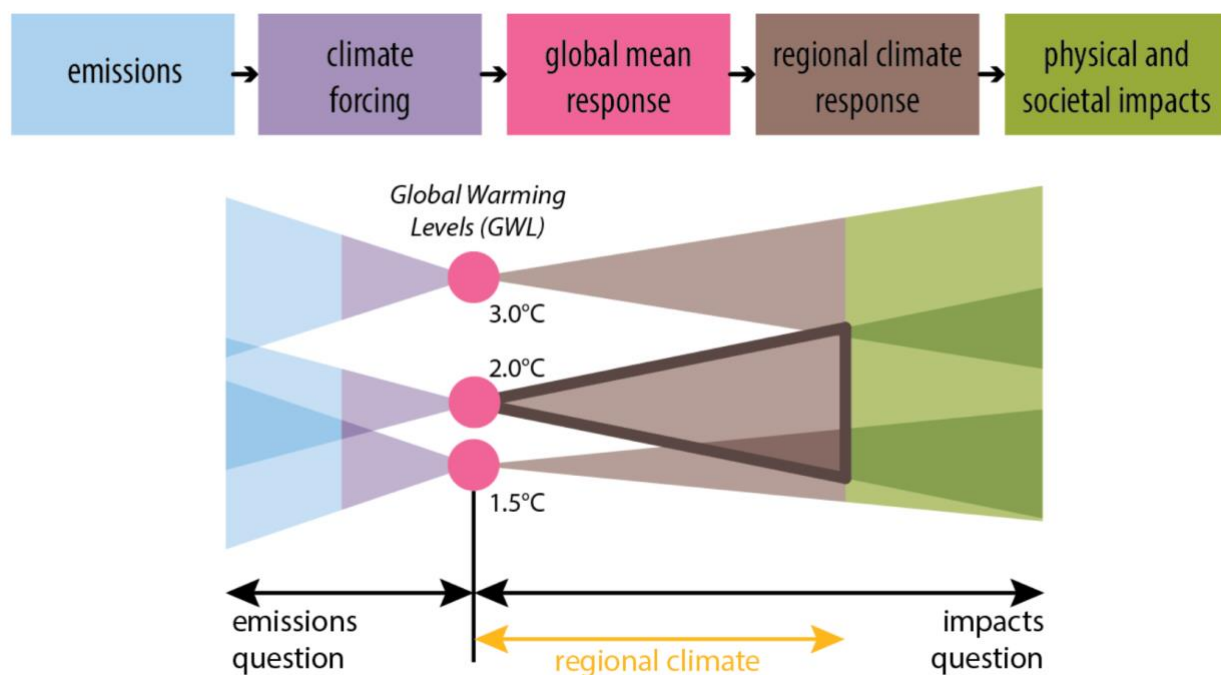 emissions
climate
forcing
global mean
response
regional climate
response
physical and
societal impacts
Global Warming
Levels (GWL)
3.0°C
2.0°C
1.5°C
emissions
question
regional climate
impacts
question